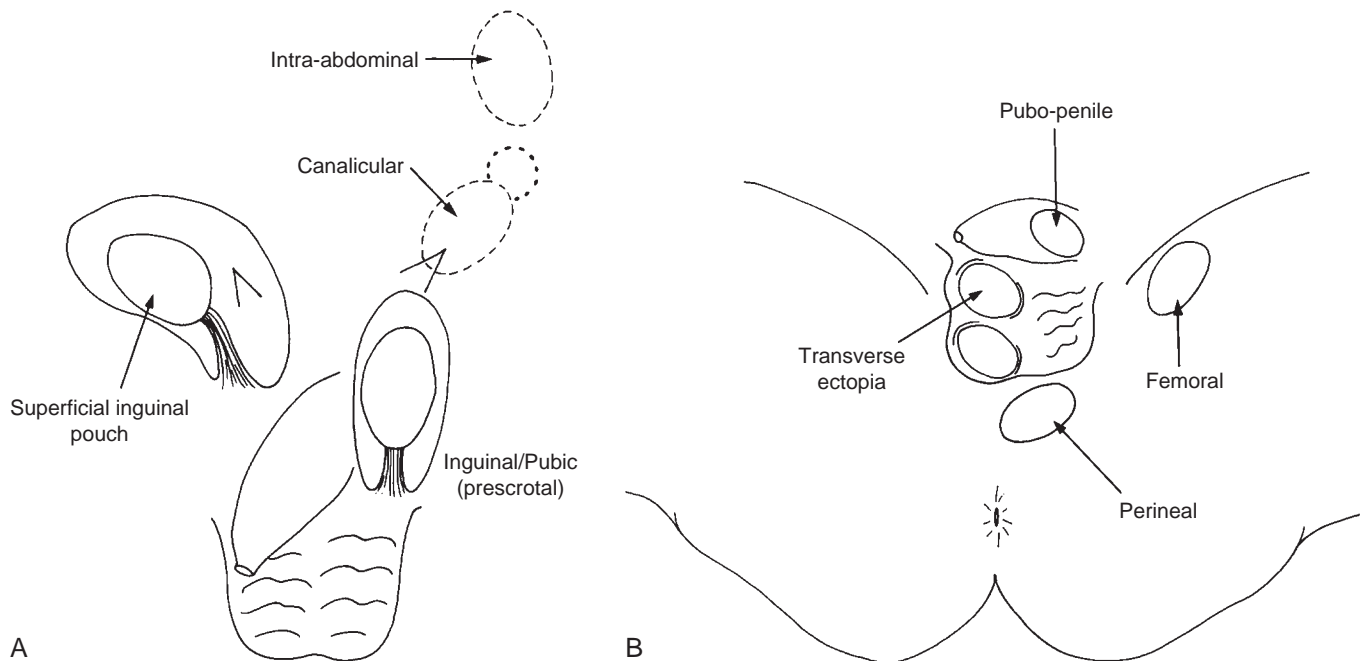 Intra-abdominal
Canalicular
Superficial inguinal
pouch
Inguinal/Pubic
(prescrotal)
A
Pubo-penile
Transverse
ectopia
Femoral
Perineal
B